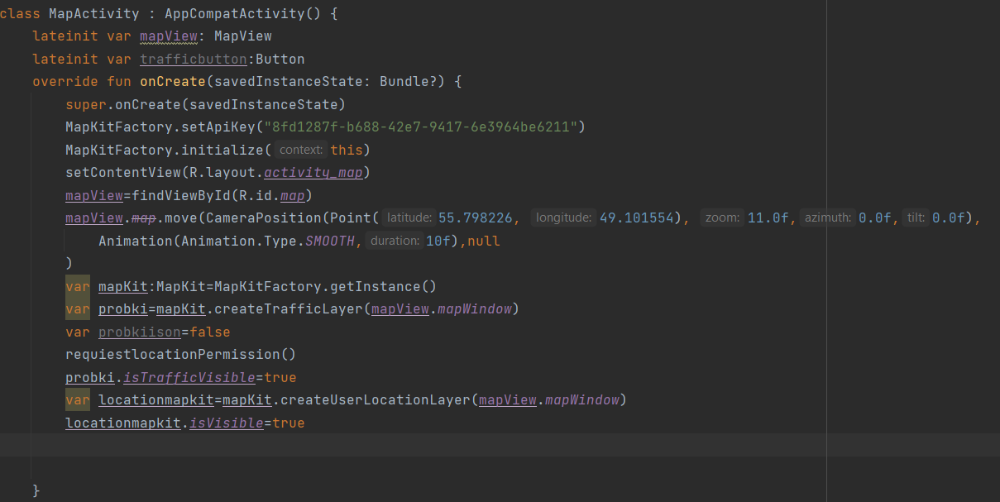 class MapActivity : AppCompatActivity() {
lateinit var mapView: MapView
lateinit var trafficbutton:Button
override fun onCreate(savedInstanceState: Bundle?) {
super.onCreate(savedInstanceState)
MapKitFactory.setApiKey("8fd1287f-b688-42e7-9417-6e3964be6211")
MapKitFactory.initialize( context: this)
setContentView(R.layout.activity_map)
mapView=findViewById(R.id.map)
mapView.map.move(CameraPosition(Point( latitude: 55.798226, longitude: 49.101554), zoom: 11.0f, azimuth: 0.0f, tilt: 0.0f),
Animation(Animation.Type.SMOOTH, duration: 10f),null
)
var mapKit:MapKit=MapKitFactory.getInstance()
var probki=mapKit.createTrafficLayer(mapView.mapWindow)
var probkiison=false
requiestlocationPermission()
probki.isTrafficVisible=true
var locationmapkit=mapKit.createUserLocationLayer(mapView.mapWindow)
locationmapkit.isVisible=true
}